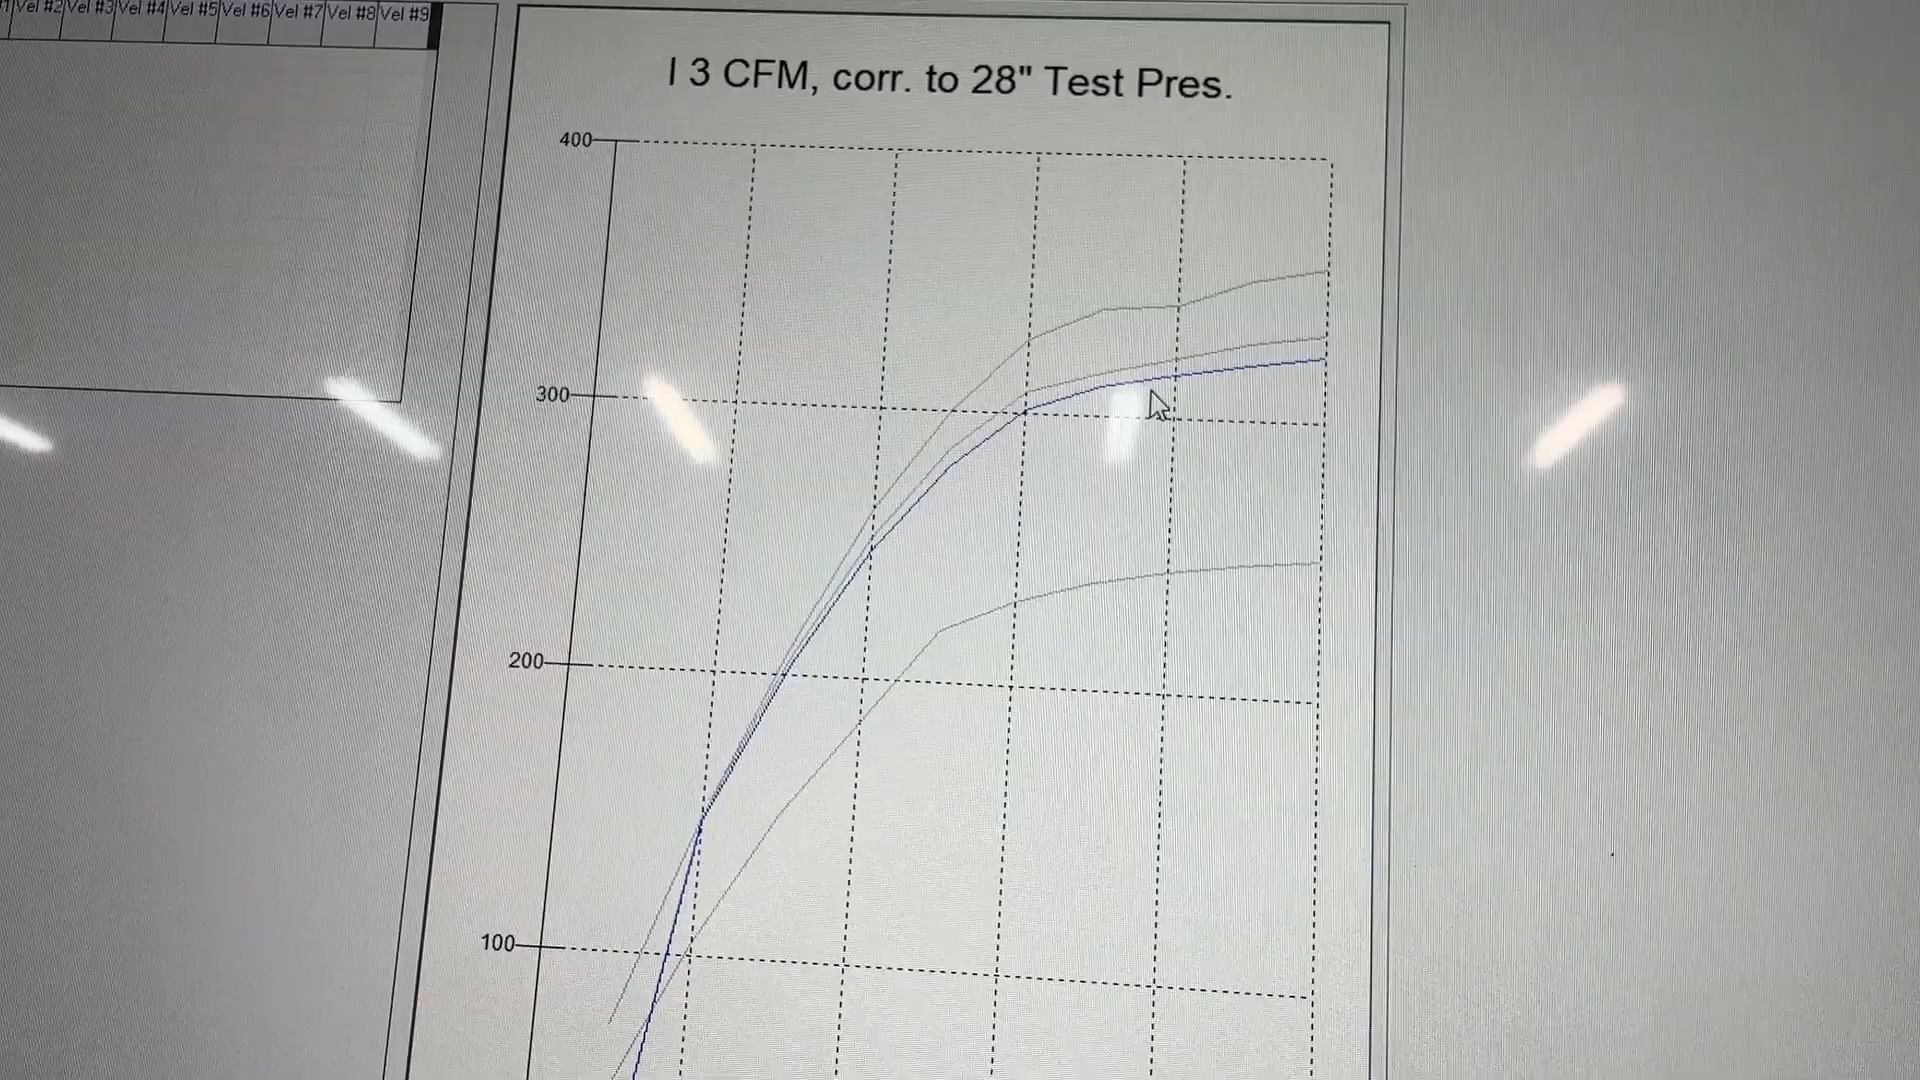 Vel #2 Vel #3 Vel #4 Vel #5 Vel #6 Vel #7 Vel #8 Vel #9
I 3 CFM, corr. to 28" Test Pres.
400
300
200
100